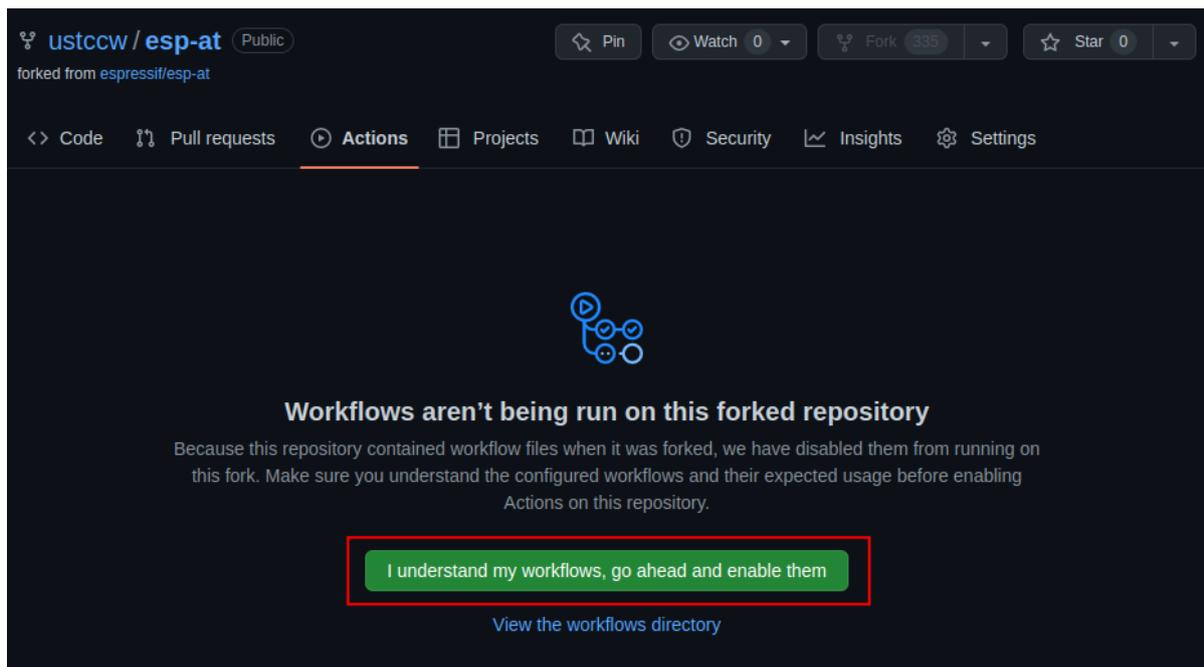 ustccw / esp-at Public
Pin
Watch 0
Fork 335
Star 0
forked from espressif/esp-at
Code
Pull requests
Actions
Projects
Wiki
Security
Insights
Settings
Workflows aren’t being run on this forked repository
Because this repository contained workflow files when it was forked, we have disabled them from running on
this fork. Make sure you understand the configured workflows and their expected usage before enabling
Actions on this repository.
I understand my workflows, go ahead and enable them
View the workflows directory